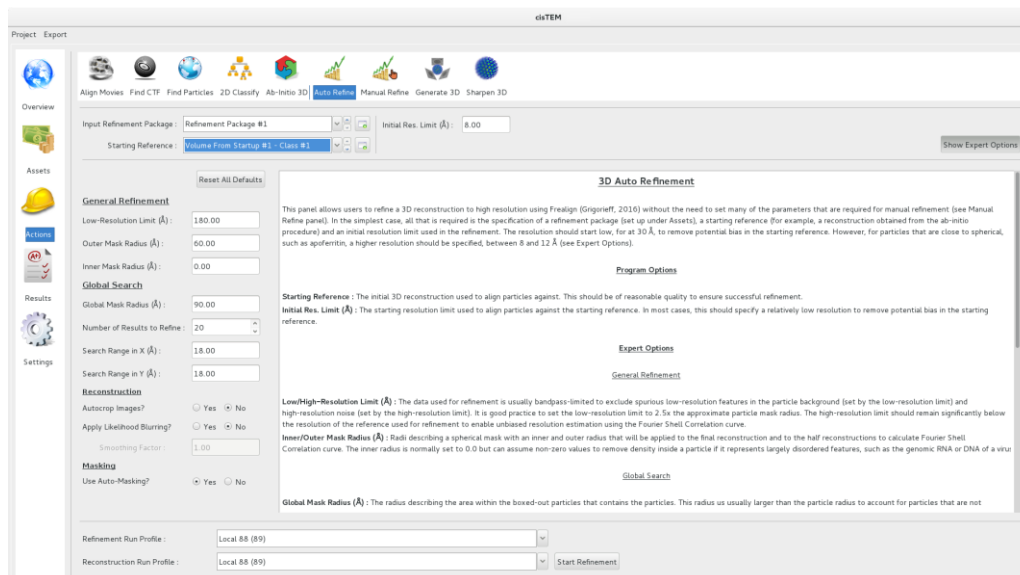 cisTEM
Project Export
Overview
Assets
Actions
Results
Settings
Align Movies Find CTF Find Particles 2D Classify Ab-Initio 3D Auto Refine Manual Refine Generate 3D Sharpen 3D
Input Refinement Package : Refinement Package #1 Initial Res. Limit (Å) : 8.00
Starting Reference : Volume From Startup #1 - Class #1 Show Expert Options
Reset All Defaults
General Refinement
Low-Resolution Limit (Å) : 180.00
Outer Mask Radius (Å) : 60.00
Inner Mask Radius (Å) : 0.00
Global Search
Global Mask Radius (Å) : 90.00
Number of Results to Refine : 20
Search Range in X (Å) : 18.00
Search Range in Y (Å) : 18.00
Reconstruction
Autocrop Images? Yes No
Apply Likelihood Blurring? Yes No
Smoothing Factor : 1.00
Masking
Use Auto-Masking? Yes No
3D Auto Refinement
This panel allows users to refine a 3D reconstruction to high resolution using Frealign (Grigorieff, 2016) without the need to set many of the parameters that are required for manual refinement (see Manual
Refine panel). In the simplest case, all that is required is the specification of a refinement package (set up under Assets), a starting reference (for example, a reconstruction obtained from the ab-initio
procedure) and an initial resolution limit used in the refinement. The resolution should start low, for at 30 Å, to remove potential bias in the starting reference. However, for particles that are close to spherical,
such as apoferritin, a higher resolution should be specified, between 8 and 12 Å (see Expert Options).
Program Options
Starting Reference : The initial 3D reconstruction used to align particles against. This should be of reasonable quality to ensure successful refinement.
Initial Res. Limit (Å) : The starting resolution limit used to align particles against the starting reference. In most cases, this should specify a relatively low resolution to remove potential bias in the starting
reference.
Expert Options
General Refinement
Low/High-Resolution Limit (Å) : The data used for refinement is usually bandpass-limited to exclude spurious low-resolution features in the particle background (set by the low-resolution limit) and
high-resolution noise (set by the high-resolution limit). It is good practice to set the low-resolution limit to 2.5x the approximate particle mask radius. The high-resolution limit should remain significantly below
the resolution of the reference used for refinement to enable unbiased resolution estimation using the Fourier Shell Correlation curve.
Inner/Outer Mask Radius (Å) : Radii describing a spherical mask with an inner and outer radius that will be applied to the final reconstruction and to the half reconstructions to calculate Fourier Shell
Correlation curve. The inner radius is normally set to 0.0 but can assume non-zero values to remove density inside a particle if it represents largely disordered features, such as the genomic RNA or DNA of a virus
Global Search
Global Mask Radius (Å) : The radius describing the area within the boxed-out particles that contains the particles. This radius us usually larger than the particle radius to account for particles that are not
Refinement Run Profile : Local 88 (89)
Reconstruction Run Profile : Local 88 (89) Start Refinement